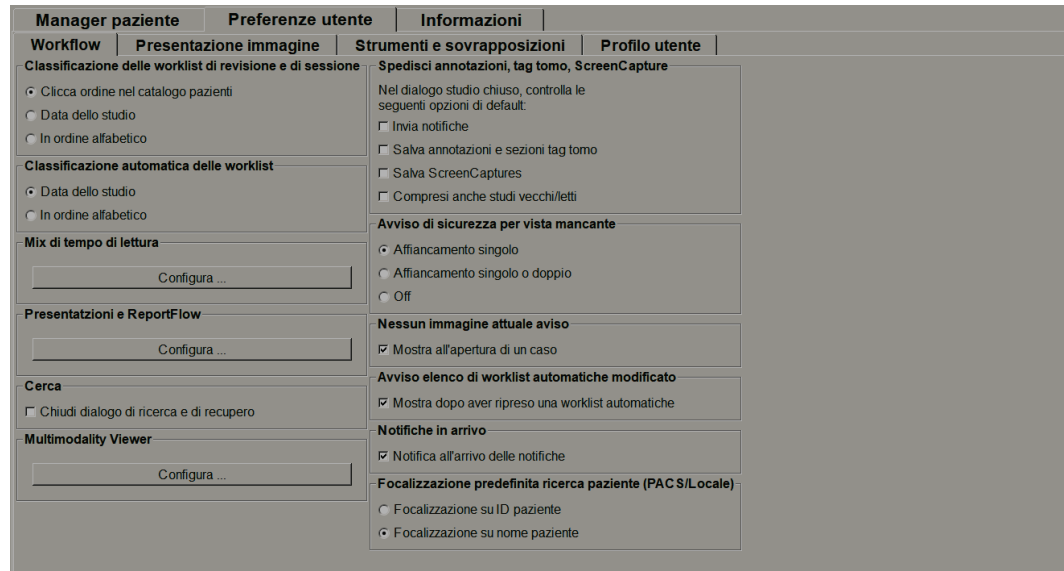 Manager paziente
Preferenze utente
Informazioni
Workflow
Presentazione immagine
Strumenti e sovrapposizioni
Profilo utente
Classificazione delle worklist di revisione e di sessione
Clicca ordine nel catalogo pazienti
Data dello studio
In ordine alfabetico
Classificazione automatica delle worklist
Data dello studio
In ordine alfabetico
Mix di tempo di lettura
Configura ...
Presentatzioni e ReportFlow
Configura ...
Cerca
Chiudi dialogo di ricerca e di recupero
Multimodality Viewer
Configura ...
Spedisci annotazioni, tag tomo, ScreenCapture
Nel dialogo studio chiuso, controlla le
seguenti opzioni di default:
Invia notifiche
Salva annotazioni e sezioni tag tomo
Salva ScreenCaptures
Compresi anche studi vecchi/letti
Avviso di sicurezza per vista mancante
Affiancamento singolo
Affiancamento singolo o doppio
Off
Nessun immagine attuale aviso
Mostra all'apertura di un caso
Avviso elenco di worklist automatiche modificato
Mostra dopo aver ripreso una worklist automatiche
Notifiche in arrivo
Notifica all'arrivo delle notifiche
Focalizzazione predefinita ricerca paziente (PACS/Locale)
Focalizzazione su ID paziente
Focalizzazione su nome paziente